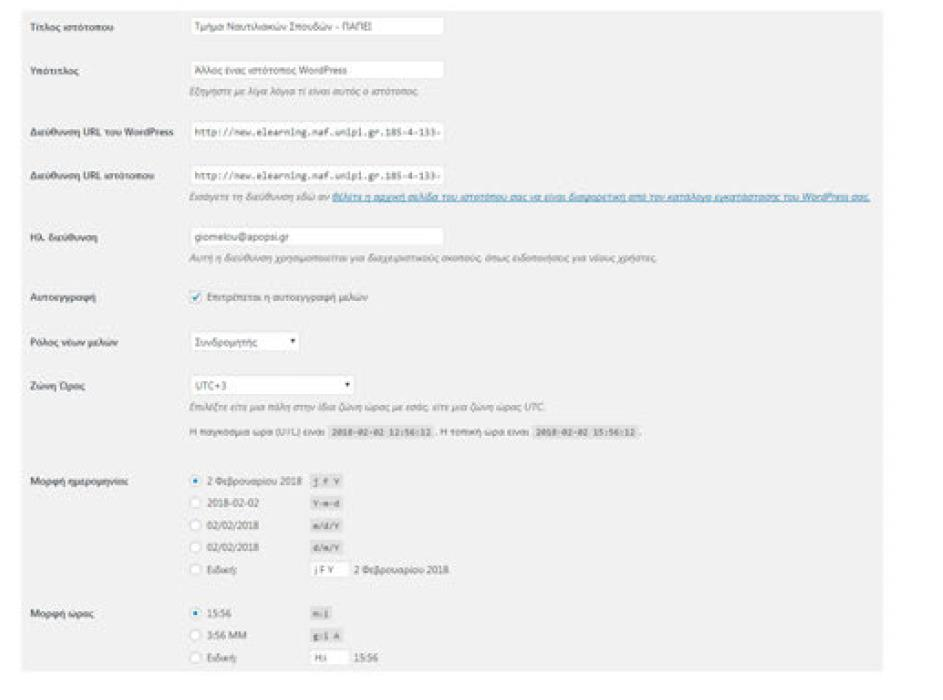 Τίτλος ιστότοπου Τμήμα Ναυτιλιακών Σπουδών - ΠΑΠΕΙ
Υπότιτλος Άλλος ένας ιστότοπος WordPress
Εξηγήστε με λίγα λόγια τι είναι αυτός ο ιστότοπος.
Διεύθυνση URL του WordPress http://new.elearning.naf.unipi.gr.185-4-133-
Διεύθυνση URL ιστότοπου http://new.elearning.naf.unipi.gr.185-4-133-
Εισάγετε τη διεύθυνση εδώ αν θέλετε η αρχική σελίδα του ιστοτόπου σας να είναι διαφορετική από τον κατάλογο εγκατάστασης του WordPress σας.
Ηλ. διεύθυνση giomelou@apopsi.gr
Αυτή η διεύθυνση χρησιμοποιείται για διαχειριστικούς σκοπούς, όπως ειδοποιήσεις για νέους χρήστες.
Αυτοεγγραφή Επιτρέπεται η αυτοεγγραφή μελών
Ρόλος νέων μελών Συνδρομητής
Ζώνη Ώρας UTC+3
Επιλέξτε είτε μια πόλη στην ίδια ζώνη ώρας με εσάς, είτε μια ζώνη ώρας UTC.
Η παγκόσμια ώρα (UTC) είναι 2018-02-02 12:56:12 . Η τοπική ώρα είναι 2018-02-02 15:56:12 .
Μορφή ημερομηνίας 2 Φεβρουαρίου 2018 j F Y
2018-02-02 Y-m-d
02/02/2018 m/d/Y
02/02/2018 d/m/Y
Ειδική: j F Y 2 Φεβρουαρίου 2018
Μορφή ώρας 15:56 H:i
3:56 ΜΜ g:i A
Ειδική: H:i 15:56